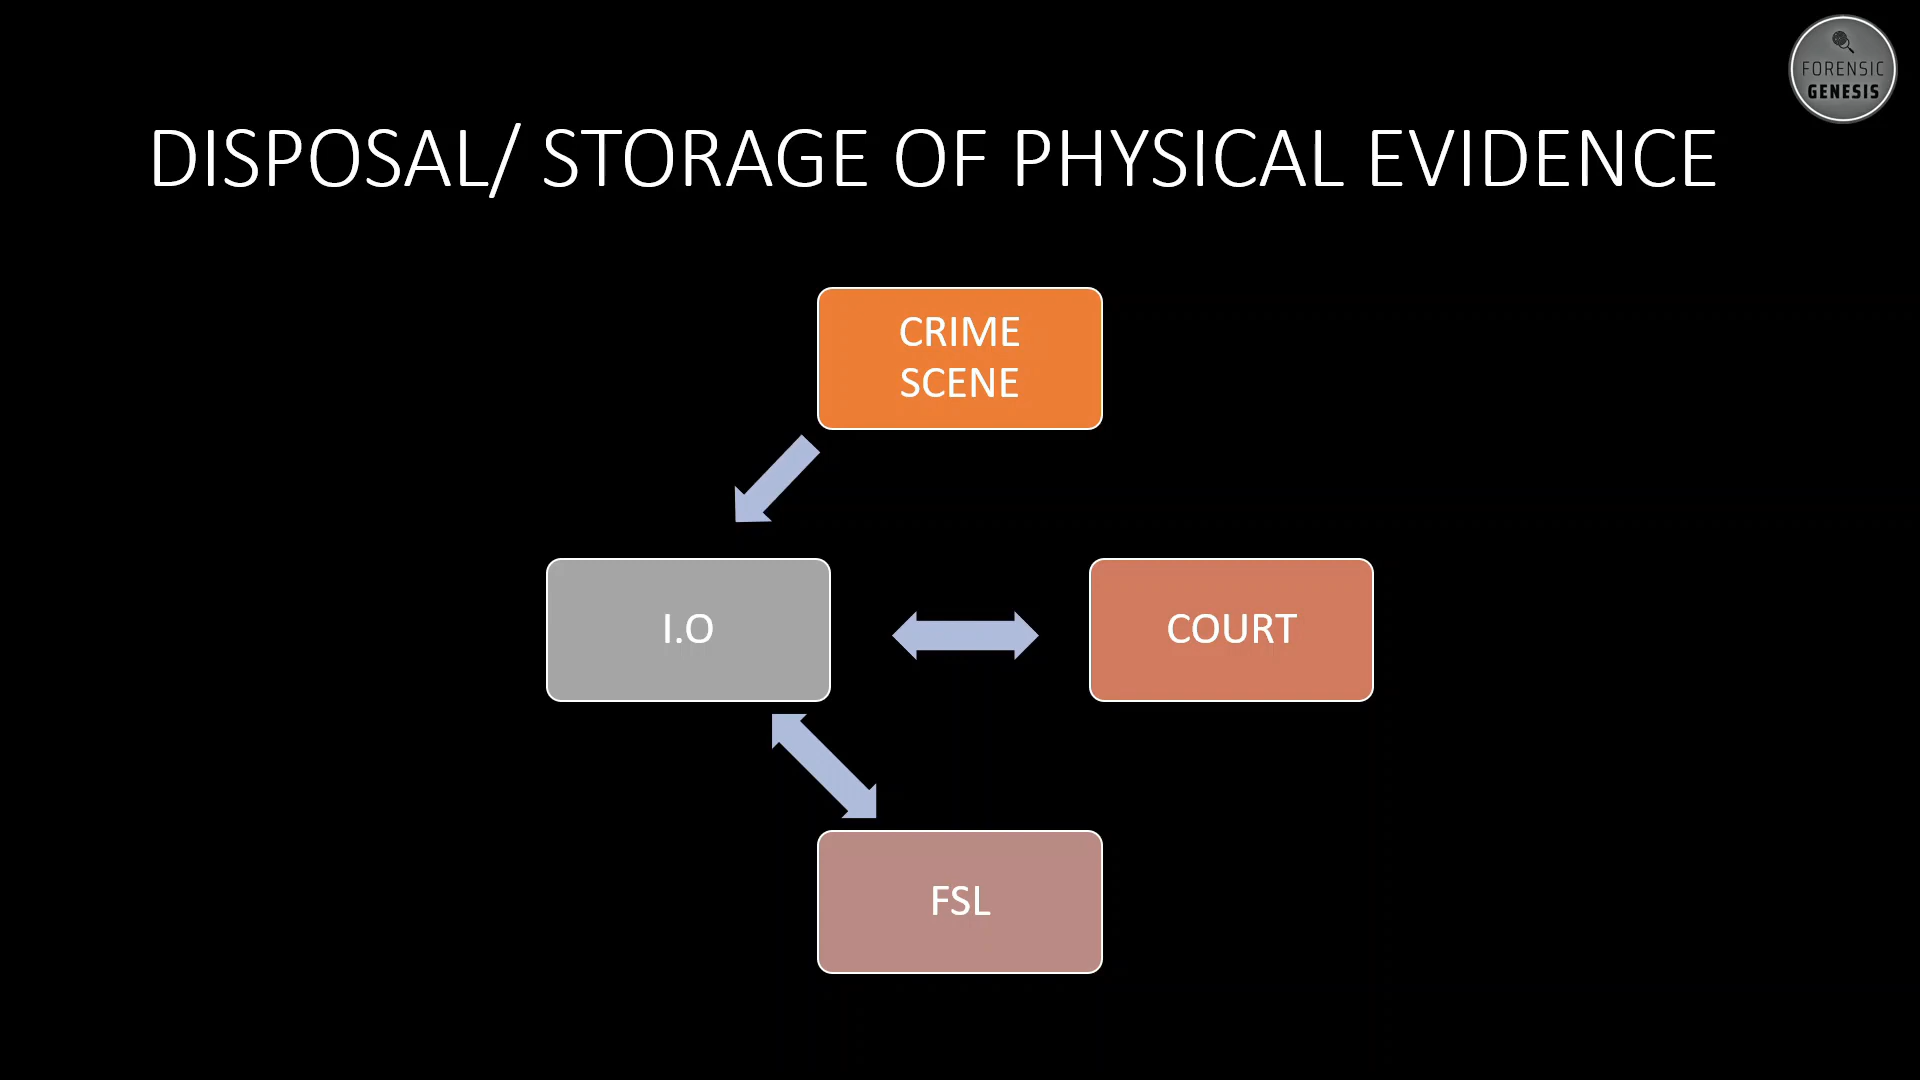 FORENSIC
GENESIS
DISPOSAL/ STORAGE OF PHYSICAL EVIDENCE
CRIME
SCENE
I.O
COURT
FSL